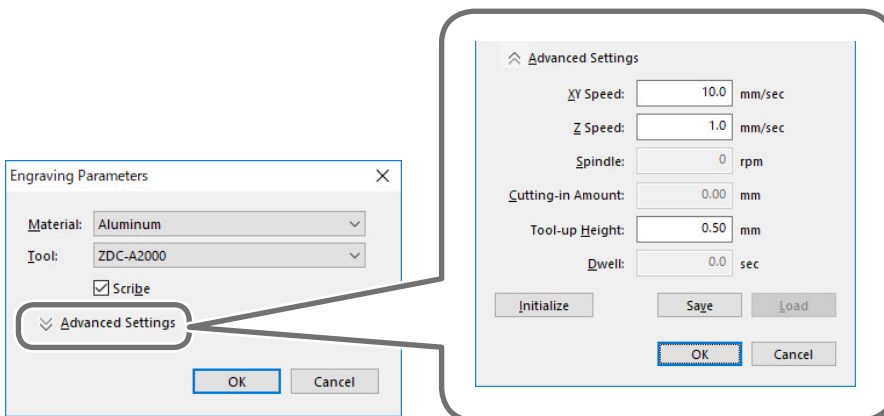 Engraving Parameters
Material: Aluminum
Tool: ZDC-A2000
Scribe
Advanced Settings
OK Cancel
Advanced Settings
XY Speed: 10.0 mm/sec
Z Speed: 1.0 mm/sec
Spindle: 0 rpm
Cutting-in Amount: 0.00 mm
Tool-up Height: 0.50 mm
Dwell: 0.0 sec
Initialize Save Load
OK Cancel